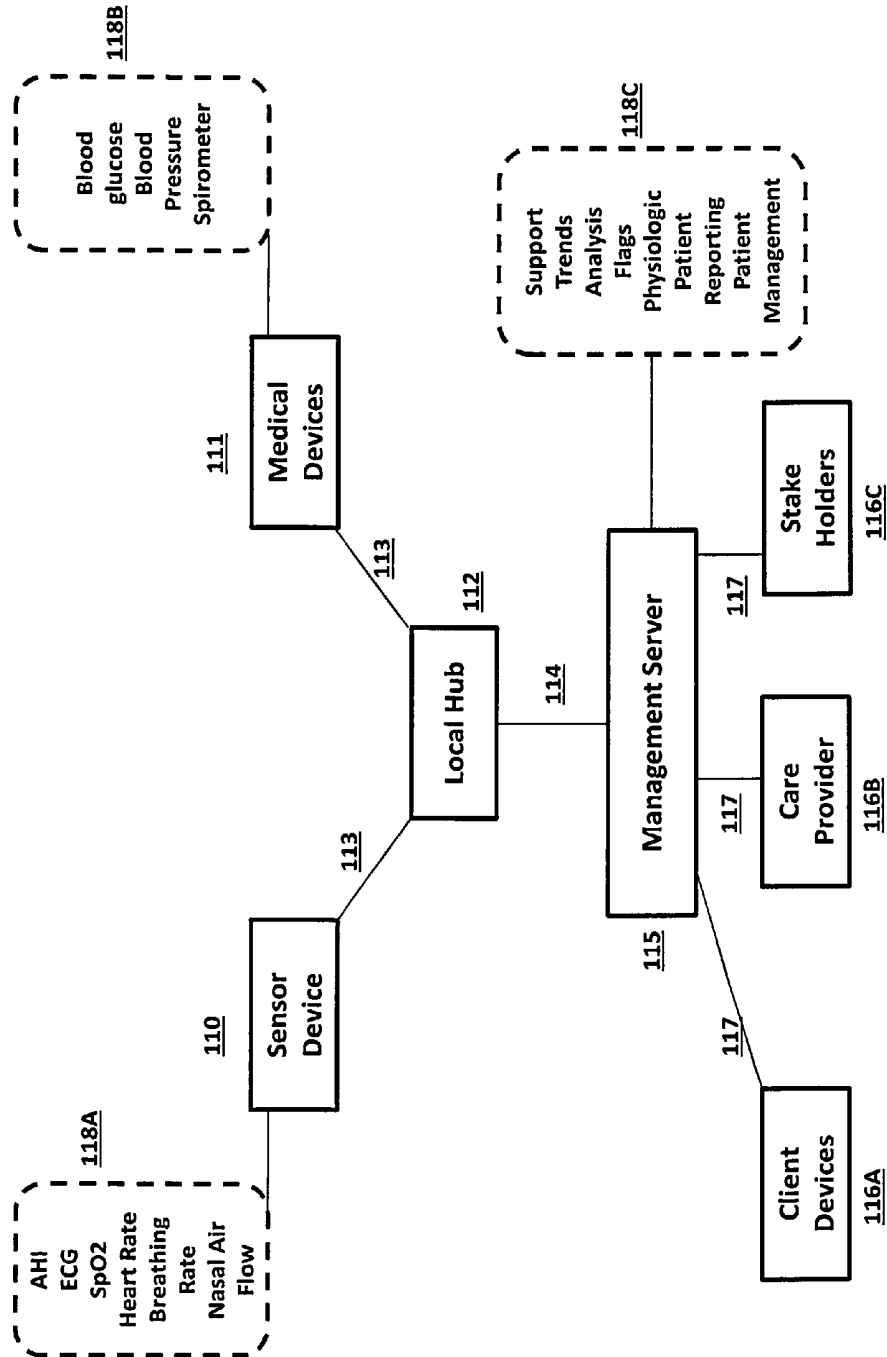 118A
AHI
ECG
SpO2
Heart Rate
Breathing
Rate
Nasal Air
Flow
118B
Blood
glucose
Blood
Pressure
Spirometer
110
Sensor
Device
111
Medical
Devices
113
113
112
Local Hub
114
118C
Support
Trends
Analysis
Flags
Physiologic
Patient
Reporting
Patient
Management
115
Management Server
117
117
117
Client
Devices
116A
Care
Provider
116B
Stake
Holders
116C